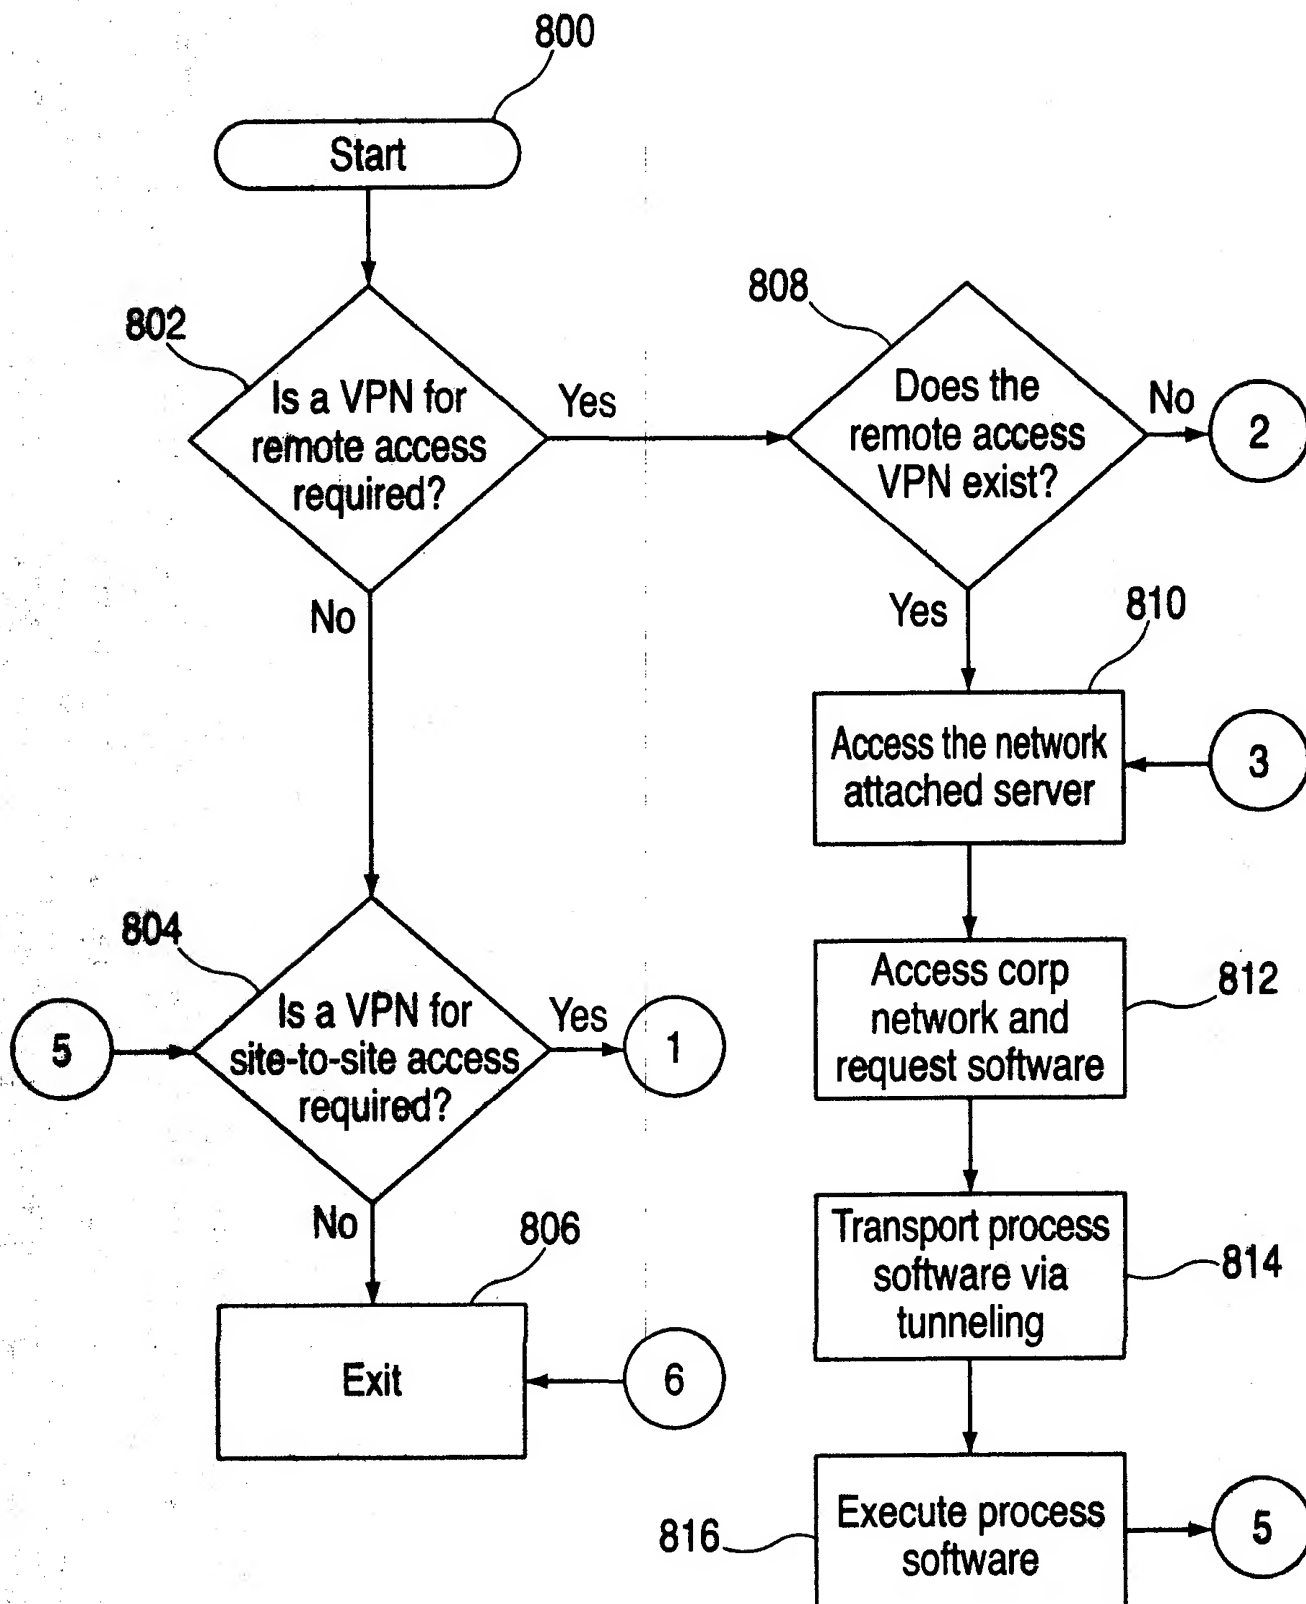 800
Start
802
Is a VPN for
remote access
required?
Yes
No
808
Does the
remote access
VPN exist?
No
2
Yes
810
Access the network
attached server
3
812
Access corp
network and
request software
814
Transport process
software via
tunneling
816
Execute process
software
5
804
5
Is a VPN for
site-to-site access
required?
Yes
1
No
806
Exit
6